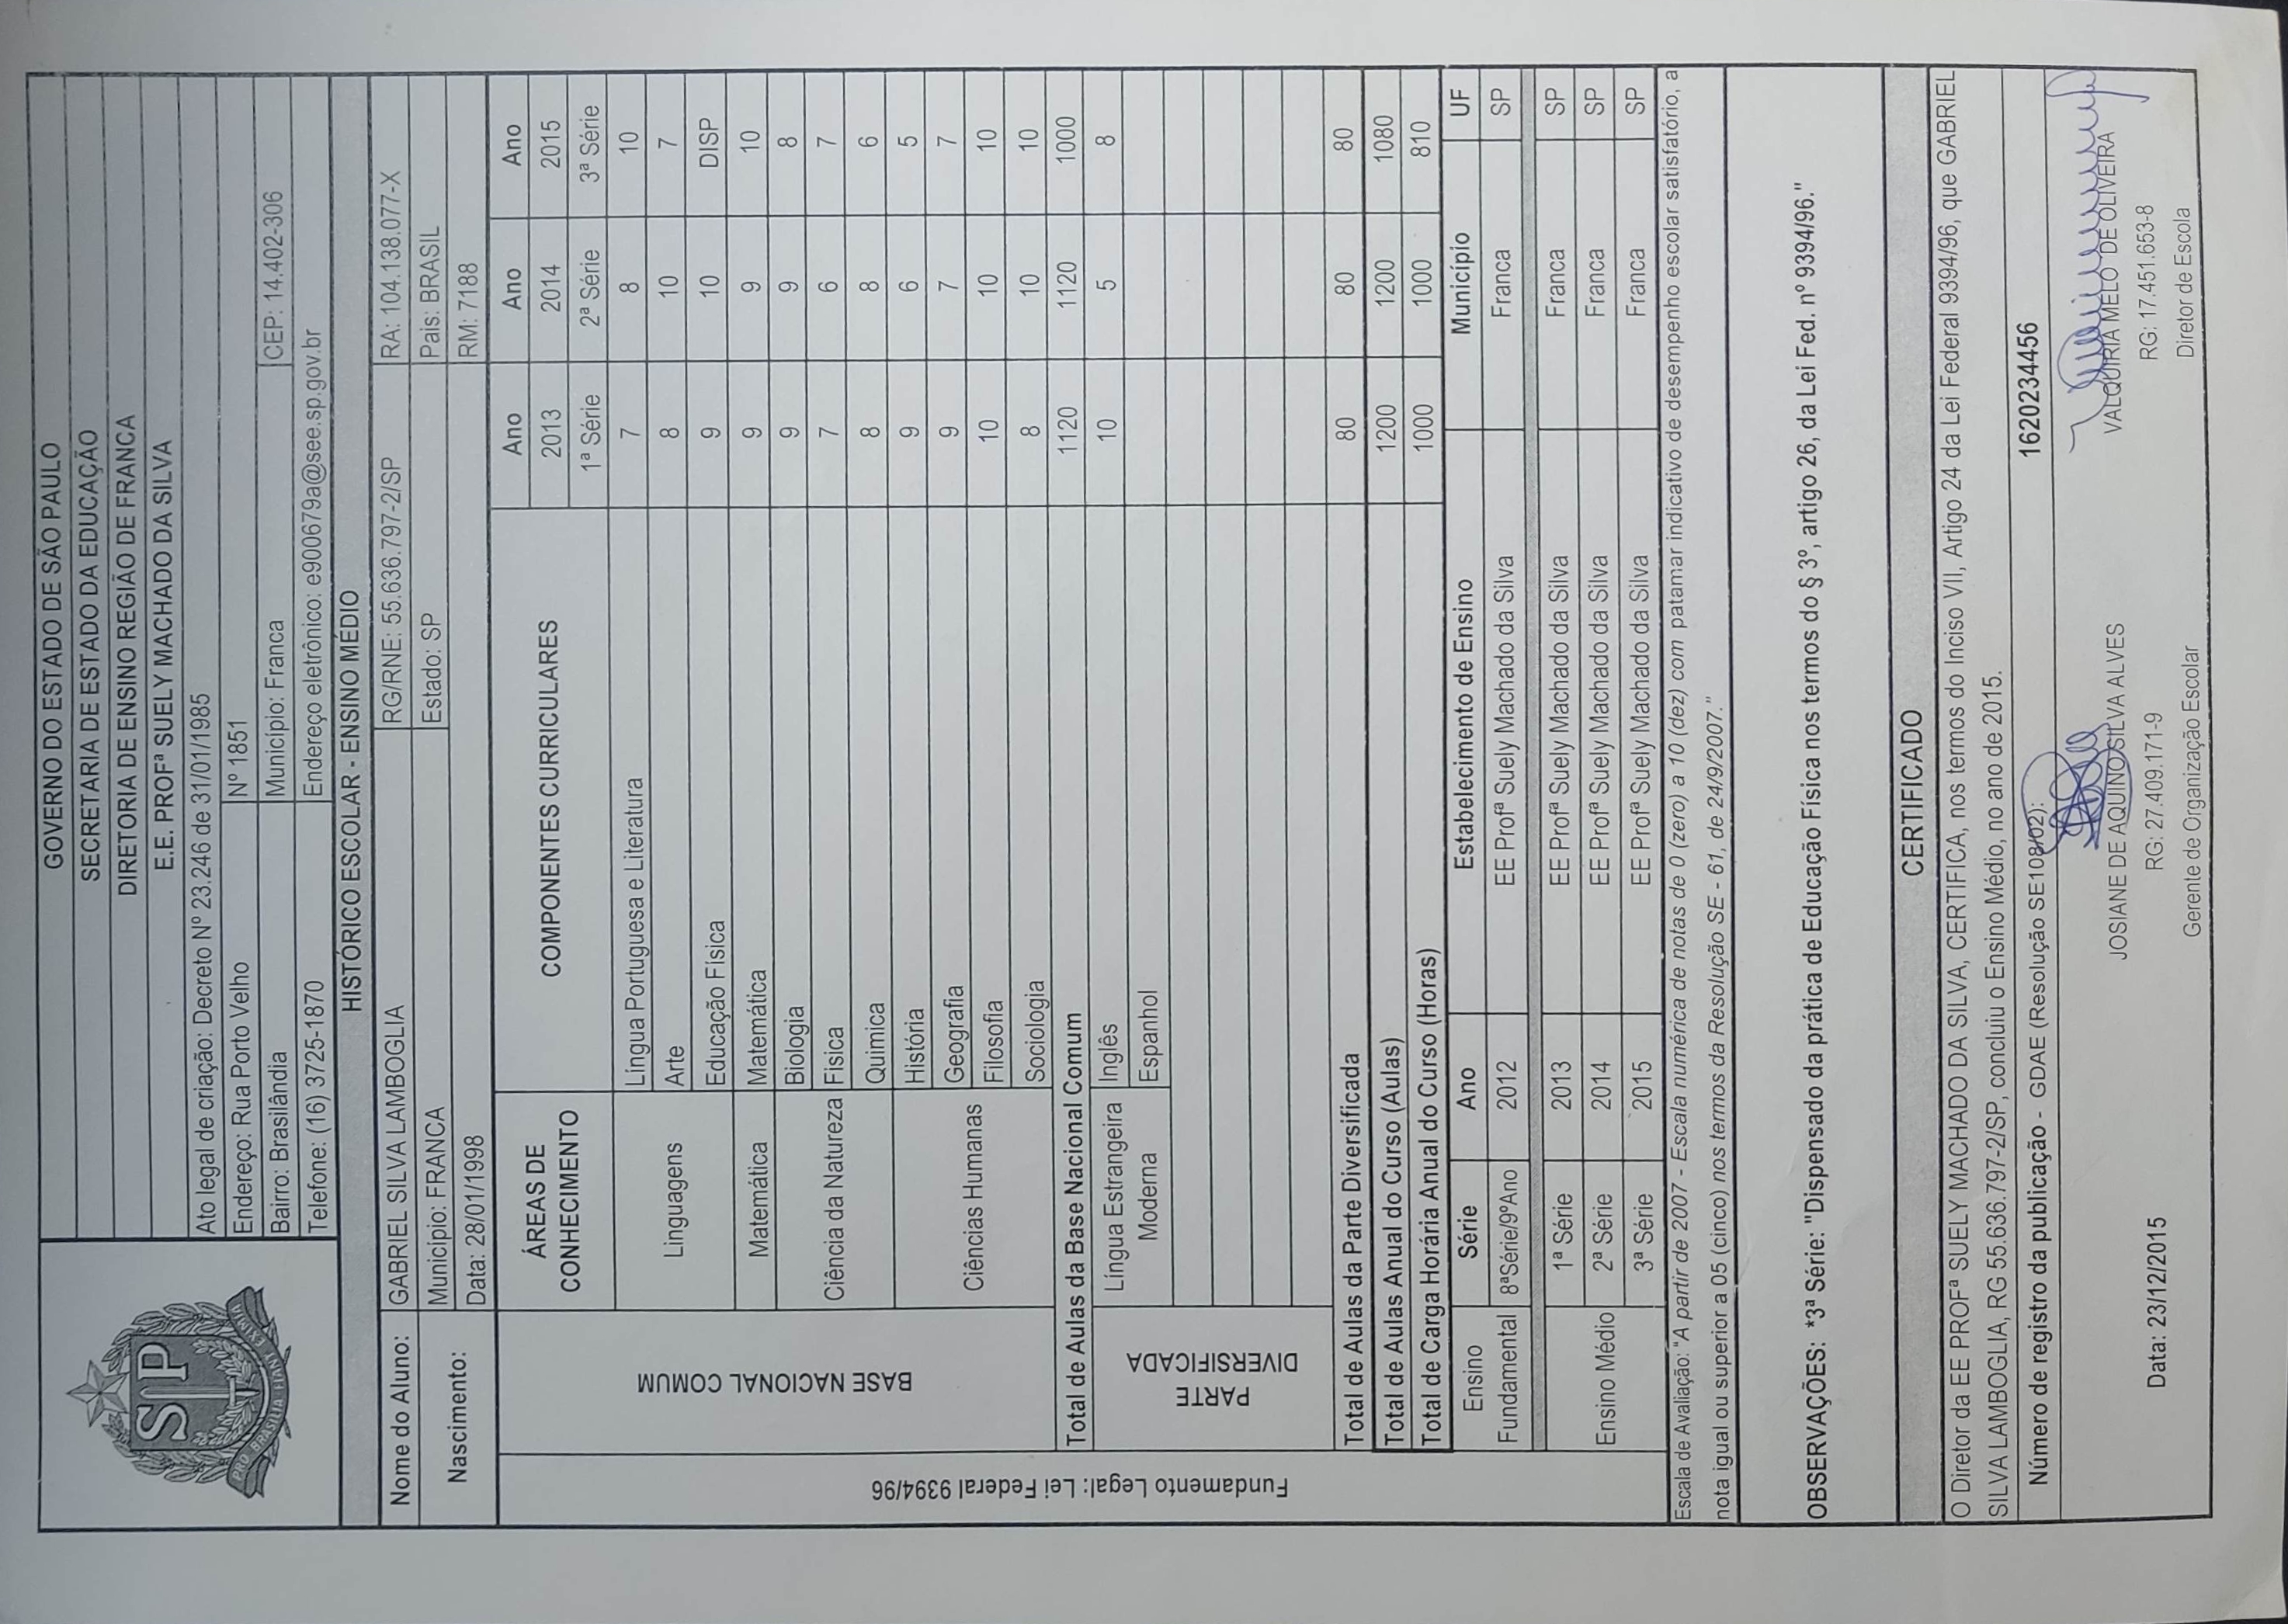 GOVERNO DO ESTADO DE SÃO PAULO
SECRETARIA DE ESTADO DA EDUCAÇÃO
DIRETORIA DE ENSINO REGIÃO DE FRANCA
E.E. PROFª SUELY MACHADO DA SILVA
SP
PRO BRASILIA FIANT EXIMIA
Ato legal de criação: Decreto Nº 23.246 de 31/01/1985
Endereço: Rua Porto Velho Nº 1851
Bairro: Brasilândia Município: Franca CEP: 14.402-306
Telefone: (16) 3725-1870 Endereço eletrônico: e900679a@see.sp.gov.br
HISTÓRICO ESCOLAR - ENSINO MÉDIO
Nome do Aluno: GABRIEL SILVA LAMBOGLIA RG/RNE: 55.636.797-2/SP RA: 104.138.077-X
Nascimento: Município: FRANCA Estado: SP Pais: BRASIL
Data: 28/01/1998 RM: 7188
Fundamento Legal: Lei Federal 9394/96
BASE NACIONAL COMUM
ÁREAS DE CONHECIMENTO COMPONENTES CURRICULARES Ano Ano Ano
2013 2014 2015
1ª Série 2ª Série 3ª Série
Linguagens Língua Portuguesa e Literatura 7 8 10
Arte 8 10 7
Educação Física 9 10 DISP
Matemática Matemática 9 9 10
Ciência da Natureza Biologia 9 9 8
Fisica 7 6 7
Quimica 8 8 6
Ciências Humanas História 9 6 5
Geografia 9 7 7
Filosofia 10 10 10
Sociologia 8 10 10
Total de Aulas da Base Nacional Comum 1120 1120 1000
PARTE DIVERSIFICADA
Língua Estrangeira Moderna Inglês 10 5 8
Espanhol
Total de Aulas da Parte Diversificada 80 80 80
Total de Aulas Anual do Curso (Aulas) 1200 1200 1080
Total de Carga Horária Anual do Curso (Horas) 1000 1000 810
Ensino Fundamental Série Ano Estabelecimento de Ensino Município UF
8ªSérie/9ºAno 2012 EE Profª Suely Machado da Silva Franca SP
Ensino Médio 1ª Série 2013 EE Profª Suely Machado da Silva Franca SP
2ª Série 2014 EE Profª Suely Machado da Silva Franca SP
3ª Série 2015 EE Profª Suely Machado da Silva Franca SP
Escala de Avaliação: "A partir de 2007 - Escala numérica de notas de 0 (zero) a 10 (dez) com patamar indicativo de desempenho escolar satisfatório, a
nota igual ou superior a 05 (cinco) nos termos da Resolução SE - 61, de 24/9/2007."
OBSERVAÇÕES: *3ª Série: "Dispensado da prática de Educação Física nos termos do § 3º, artigo 26, da Lei Fed. nº 9394/96."
CERTIFICADO
O Diretor da EE PROFª SUELY MACHADO DA SILVA, CERTIFICA, nos termos do Inciso VII, Artigo 24 da Lei Federal 9394/96, que GABRIEL
SILVA LAMBOGLIA, RG 55.636.797-2/SP, concluiu o Ensino Médio, no ano de 2015.
Número de registro da publicação - GDAE (Resolução SE108/02): 1620234456
JOSIANE DE AQUINO SILVA ALVES VALQUIRIA MELO DE OLIVEIRA
Data: 23/12/2015 RG: 27.409.171-9 RG: 17.451.653-8
Gerente de Organização Escolar Diretor de Escola